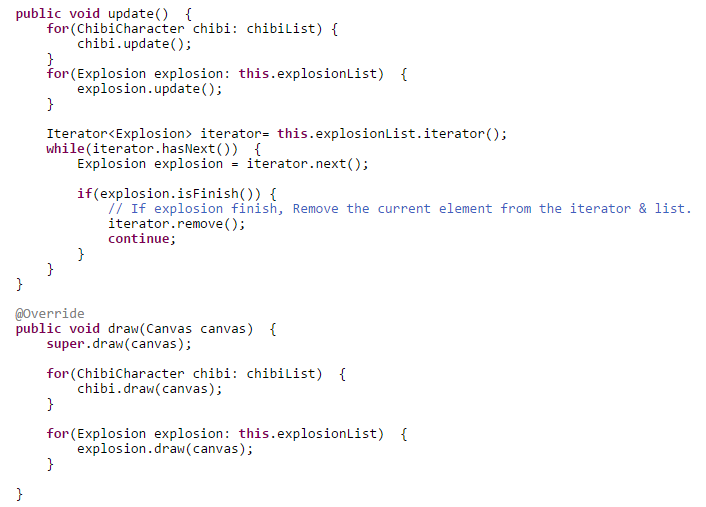 public void update()  {
    for(ChibiCharacter chibi: chibiList) {
        chibi.update();
    }
    for(Explosion explosion: this.explosionList)  {
        explosion.update();
    }

    Iterator<Explosion> iterator= this.explosionList.iterator();
    while(iterator.hasNext())  {
        Explosion explosion = iterator.next();

        if(explosion.isFinish()) {
            // If explosion finish, Remove the current element from the iterator & list.
            iterator.remove();
            continue;
        }
    }
}

@Override
public void draw(Canvas canvas)  {
    super.draw(canvas);

    for(ChibiCharacter chibi: chibiList)  {
        chibi.draw(canvas);
    }

    for(Explosion explosion: this.explosionList)  {
        explosion.draw(canvas);
    }

}